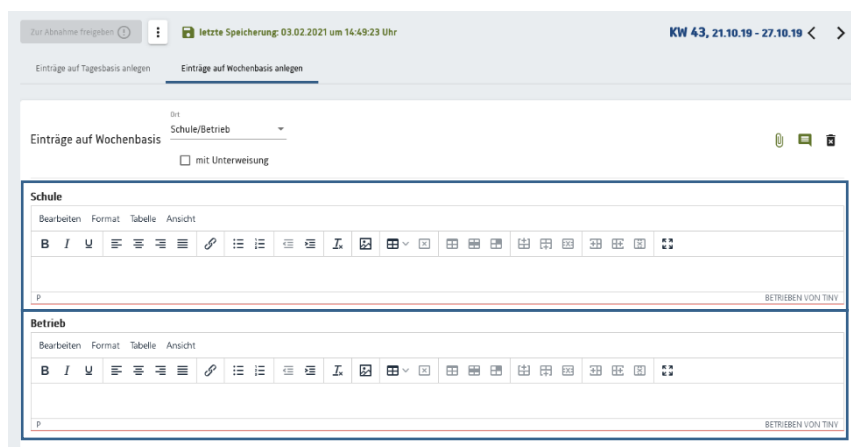 Zur Abnahme freigeben
letzte Speicherung: 03.02.2021 um 14:49:23 Uhr
KW 43, 21.10.19 - 27.10.19
Einträge auf Tagesbasis anlegen
Einträge auf Wochenbasis anlegen
Einträge auf Wochenbasis
Ort
Schule/Betrieb
mit Unterweisung
Schule
Bearbeiten Format Tabelle Ansicht
B I U
P BETRIEBEN VON TINY
Betrieb
Bearbeiten Format Tabelle Ansicht
B I U
P BETRIEBEN VON TINY